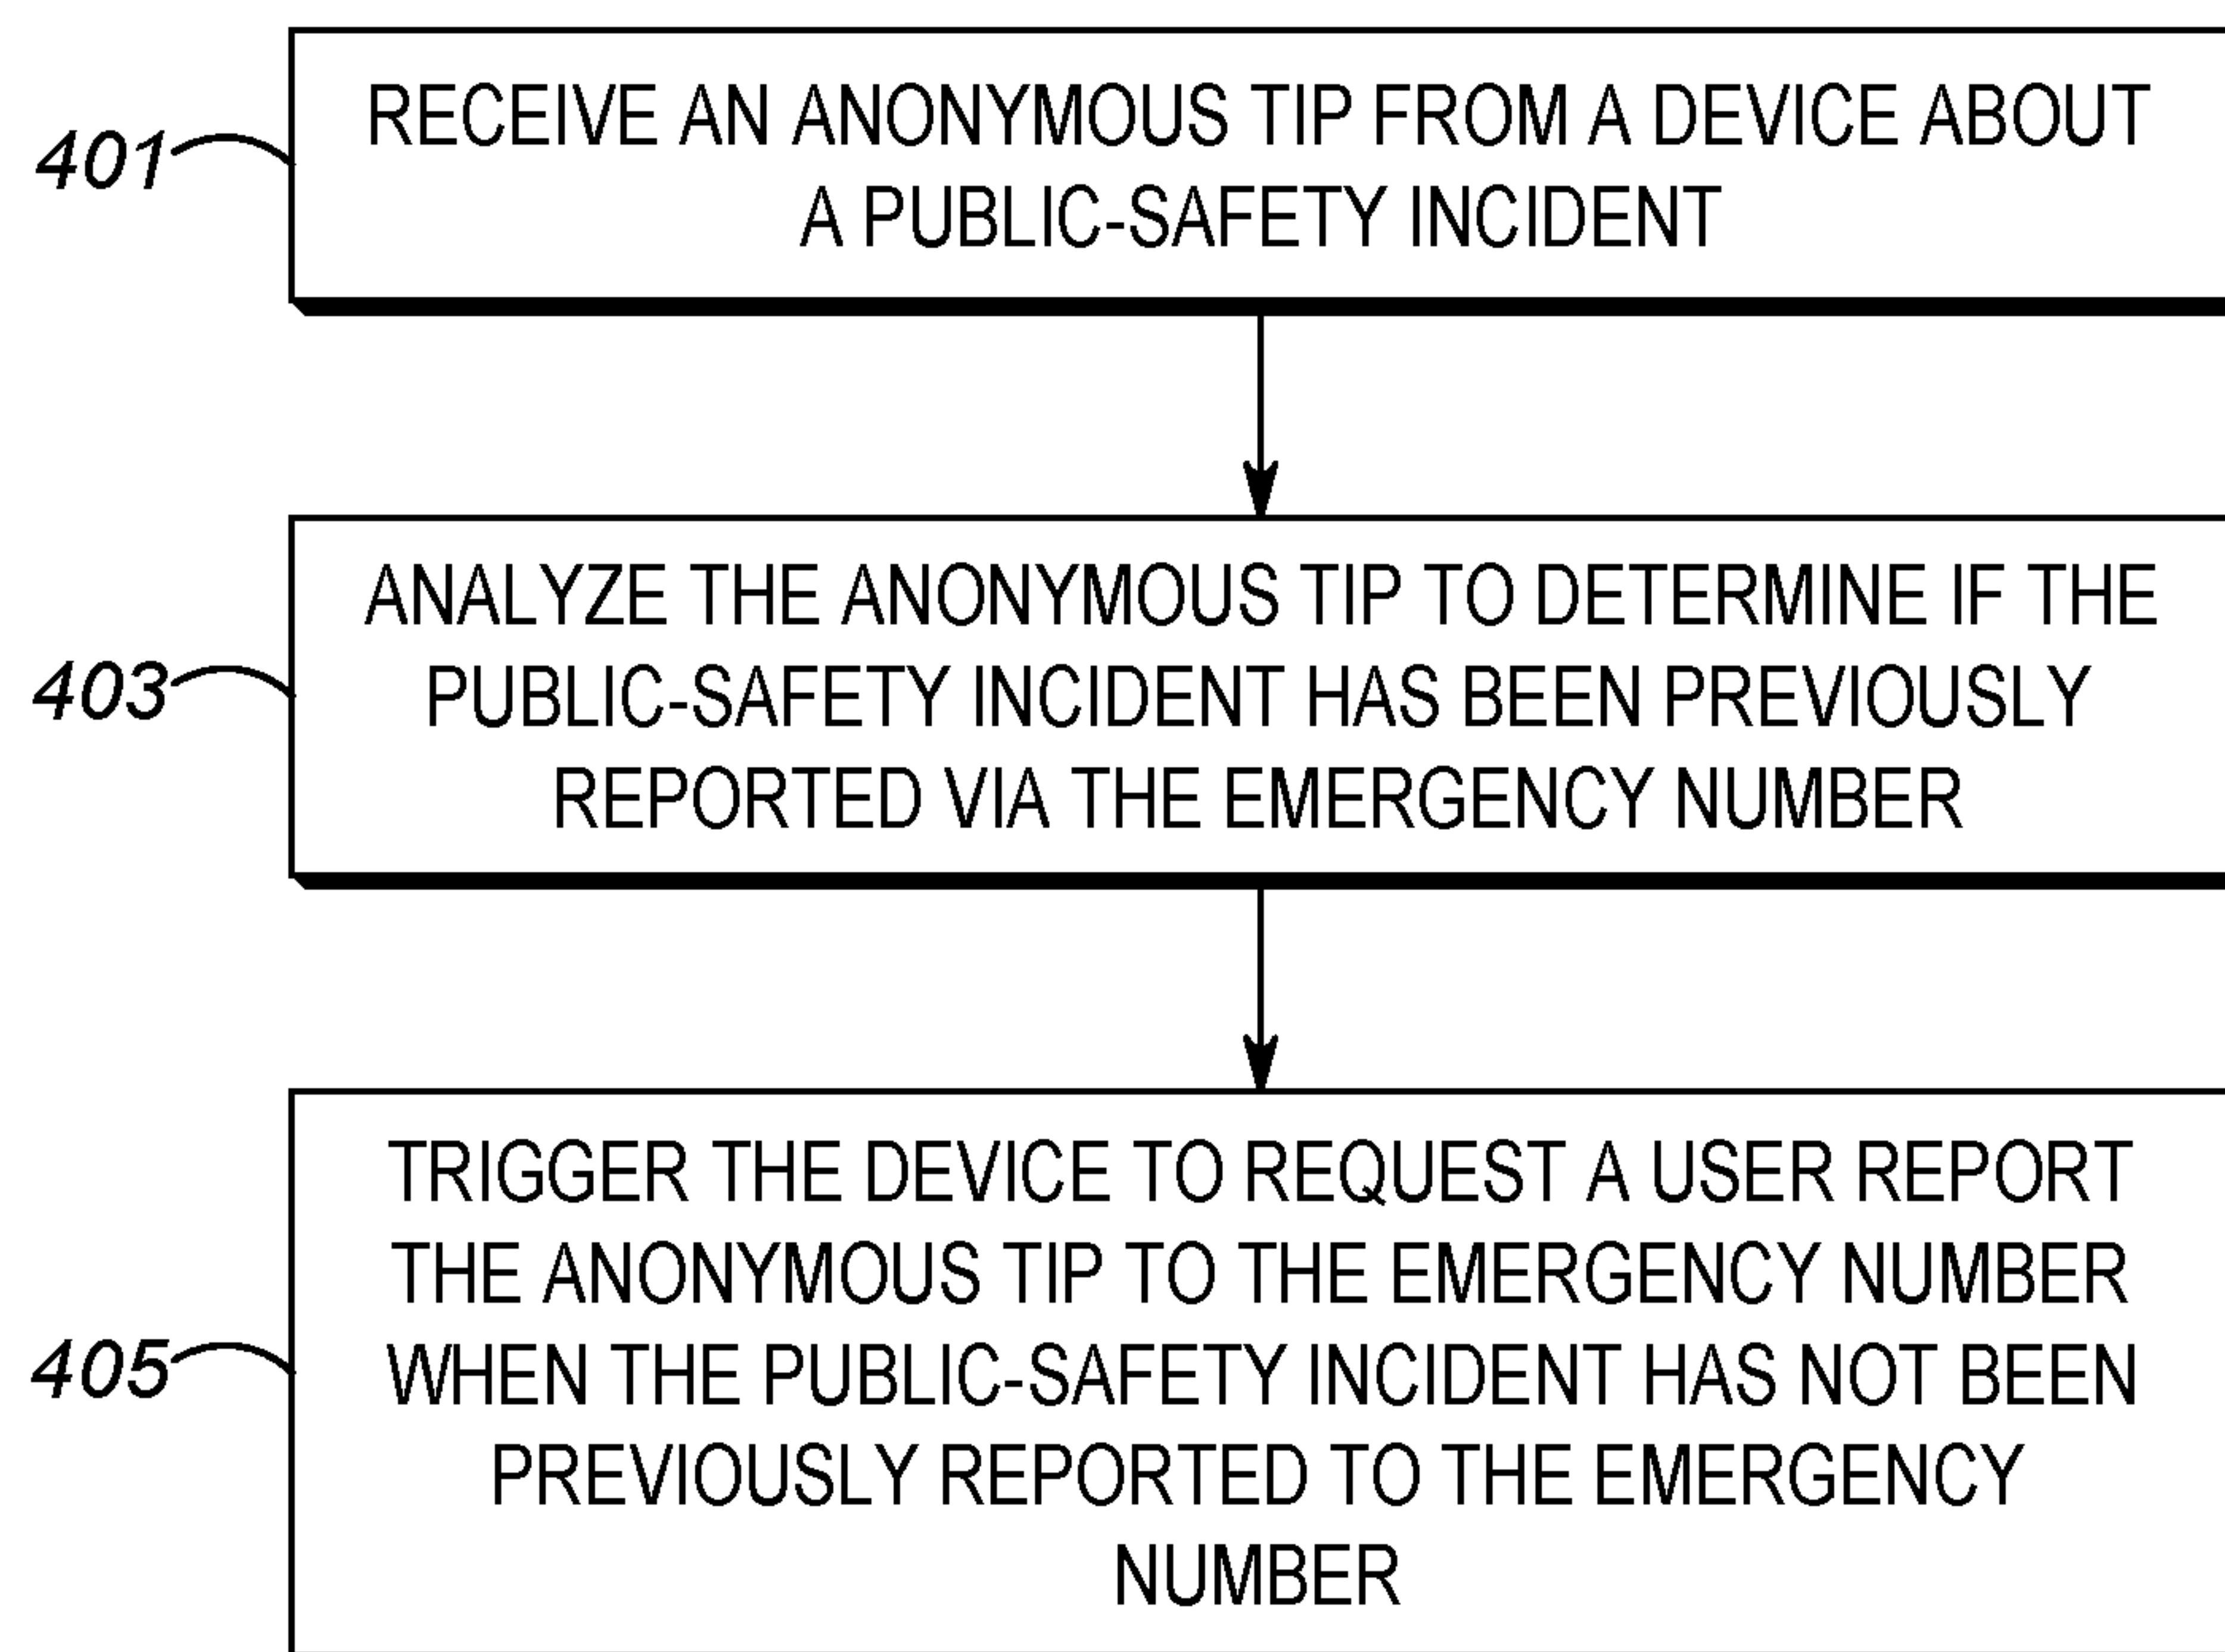 401
RECEIVE AN ANONYMOUS TIP FROM A DEVICE ABOUT
A PUBLIC-SAFETY INCIDENT
403
ANALYZE THE ANONYMOUS TIP TO DETERMINE IF THE
PUBLIC-SAFETY INCIDENT HAS BEEN PREVIOUSLY
REPORTED VIA THE EMERGENCY NUMBER
405
TRIGGER THE DEVICE TO REQUEST A USER REPORT
THE ANONYMOUS TIP TO THE EMERGENCY NUMBER
WHEN THE PUBLIC-SAFETY INCIDENT HAS NOT BEEN
PREVIOUSLY REPORTED TO THE EMERGENCY
NUMBER